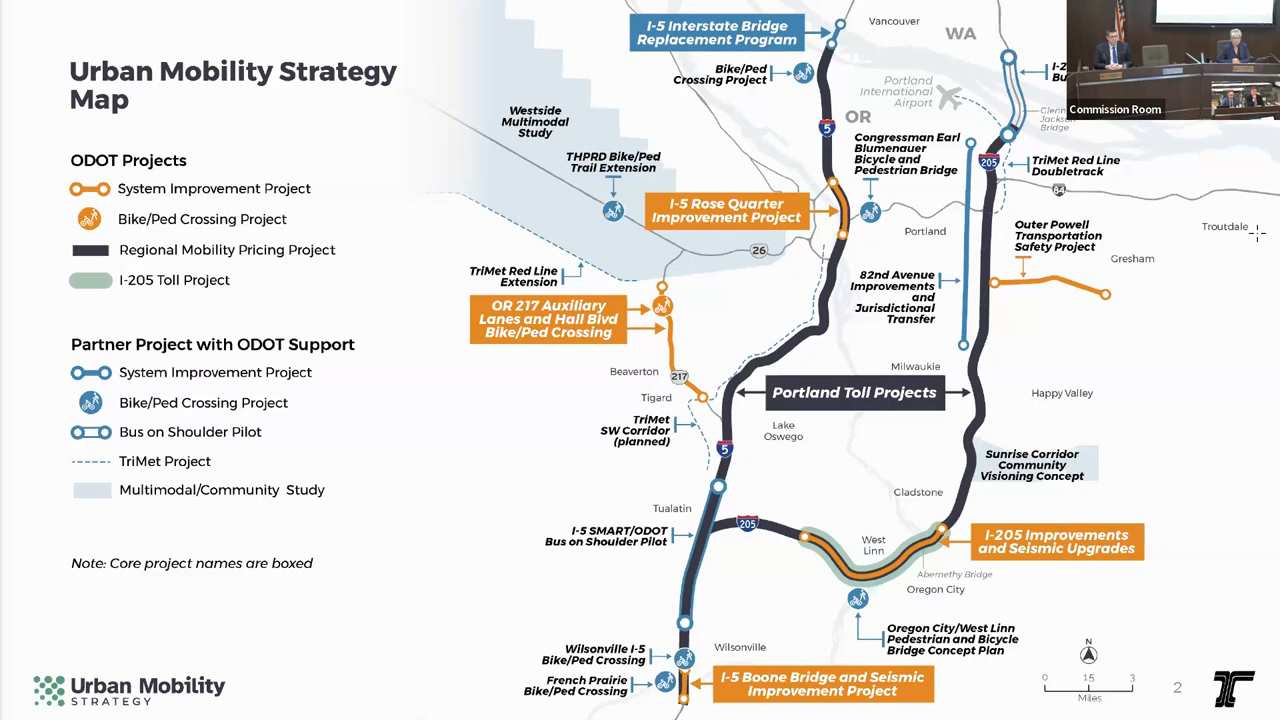 Urban Mobility Strategy
Map
ODOT Projects
System Improvement Project
Bike/Ped Crossing Project
Regional Mobility Pricing Project
I-205 Toll Project
Partner Project with ODOT Support
System Improvement Project
Bike/Ped Crossing Project
Bus on Shoulder Pilot
TriMet Project
Multimodal/Community Study
Note: Core project names are boxed
Urban Mobility
STRATEGY
I-5 Interstate Bridge
Replacement Program
Vancouver
WA
Bike/Ped
Crossing Project
Portland
International
Airport
OR
Commission Room
Jackson
Bridge
Westside
Multimodal
Study
5
Congressman Earl
Blumenauer
Bicycle and
Pedestrian Bridge
THPRD Bike/Ped
Trail Extension
205
TriMet Red Line
Doubletrack
84
I-5 Rose Quarter
Improvement Project
Portland
Outer Powell
Transportation
Safety Project
Troutdale
Gresham
26
TriMet Red Line
Extension
82nd Avenue
Improvements
and
Jurisdictional
Transfer
OR 217 Auxiliary
Lanes and Hall Blvd
Bike/Ped Crossing
Beaverton
217
Tigard
Milwaukie
Portland Toll Projects
Happy Valley
TriMet
SW Corridor
(planned)
Lake
Oswego
5
Sunrise Corridor
Community
Visioning Concept
Gladstone
Tualatin
205
I-5 SMART/ODOT
Bus on Shoulder Pilot
West
Linn
I-205 Improvements
and Seismic Upgrades
Abernethy Bridge
Oregon City
Oregon City/West Linn
Pedestrian and Bicycle
Bridge Concept Plan
Wilsonville I-5
Bike/Ped Crossing
Wilsonville
French Prairie
Bike/Ped Crossing
I-5 Boone Bridge and Seismic
Improvement Project
N
0 1.5 3
Miles
2